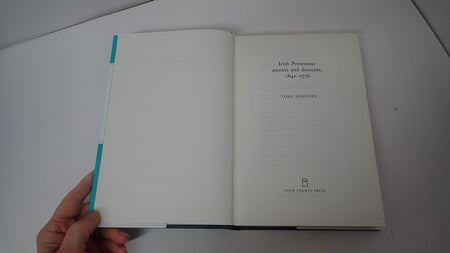 Irish Protestant
ascents and descents,
1641–1770
TOBY BARNARD
FOUR COURTS PRESS